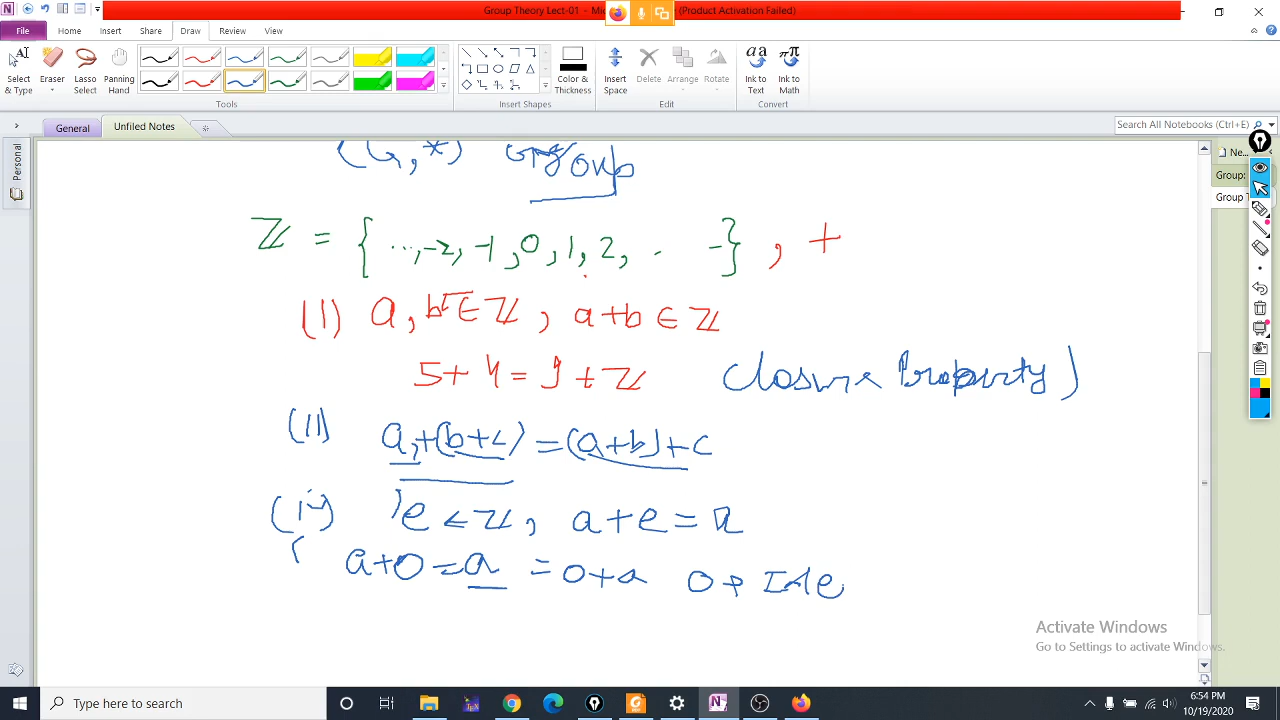 Group Theory Lect-01 - Mi (Product Activation Failed)
File Home Insert Share Draw Review View
Select & Type Eraser Lasso Select Panning Hand Color & Thickness Insert Space Delete Arrange Rotate Ink to Text Ink to Math
Tools Insert Shapes Edit Convert
General Unfiled Notes Search All Notebooks (Ctrl+E)
Personal
Ne
Group:
Group T
(G, *) Group
ℤ = { ..., -2, -1, 0, 1, 2, . - - } , +
(I) a, b ∈ ℤ , a+b ∈ ℤ
5+4 = 9 + ℤ Closure Property )
(II) a,+(b+c) = (a+b)+c
e ∈ ℤ, a+e = a
a+0 = a = 0+a 0 + Ide
Activate Windows
Go to Settings to activate Windows.
Type here to search
6:54 PM
10/19/2020